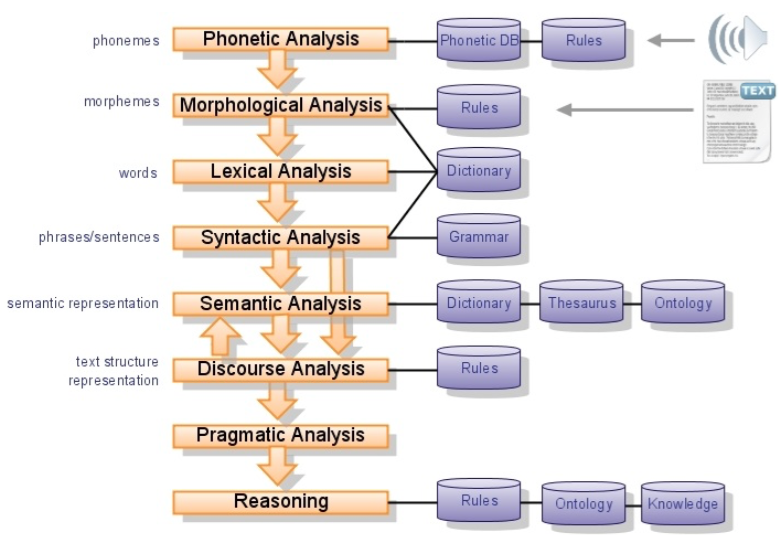 phonemes
Phonetic Analysis
Phonetic DB
Rules
TEXT
morphemes
Morphological Analysis
Rules
words
Lexical Analysis
Dictionary
phrases/sentences
Syntactic Analysis
Grammar
semantic representation
Semantic Analysis
Dictionary
Thesaurus
Ontology
text structure
representation
Discourse Analysis
Rules
Pragmatic Analysis
Reasoning
Rules
Ontology
Knowledge